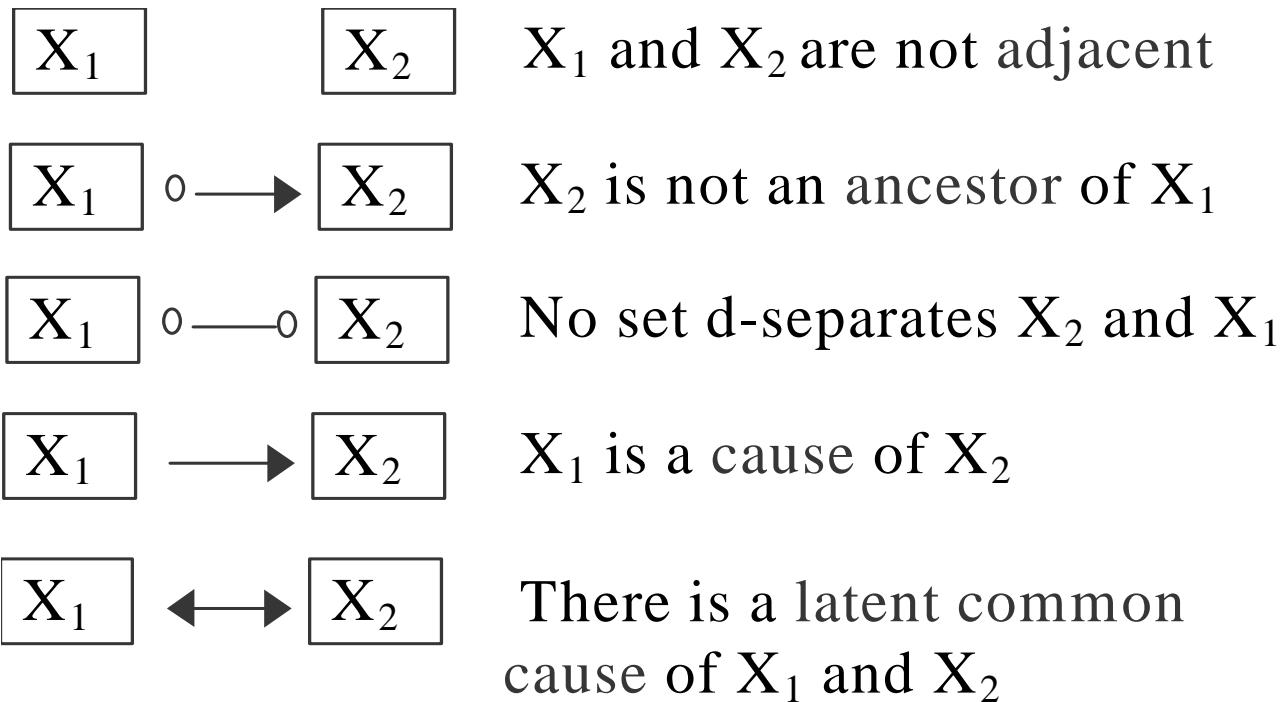 X₁ X₂ X₁ and X₂ are not adjacent
X₁ X₂ X₂ is not an ancestor of X₁
X₁ X₂ No set d-separates X₂ and X₁
X₁ X₂ X₁ is a cause of X₂
X₁ X₂ There is a latent common
cause of X₁ and X₂